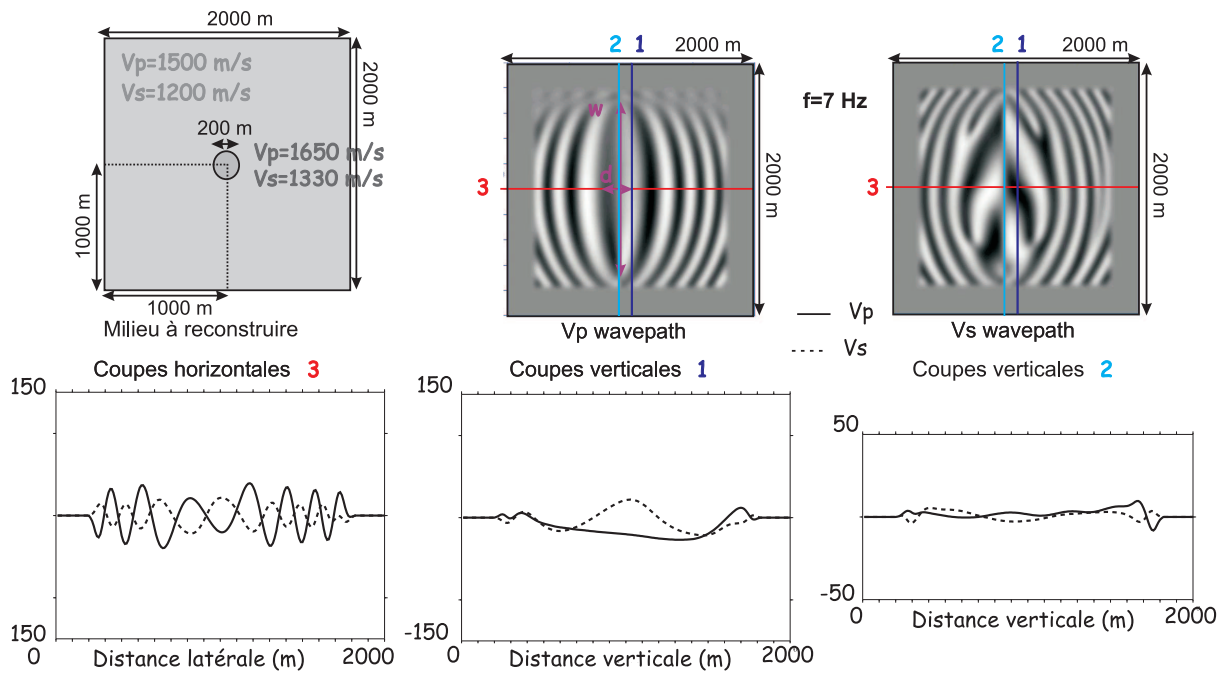 2000 m
Vp=1500 m/s
Vs=1200 m/s
2000 m
200 m
Vp=1650 m/s
Vs=1330 m/s
1000 m
1000 m
Milieu à reconstruire
2 1 2000 m
w
d
3
2000 m
Vp wavepath
f=7 Hz
2 1
2000 m
3
2000 m
Vs wavepath
Vp
Vs
Coupes horizontales 3
150
150
0
Distance latérale (m)
2000
Coupes verticales 1
150
-150
0
Distance verticale (m)
2000
Coupes verticales 2
50
-50
0
Distance verticale (m)
2000